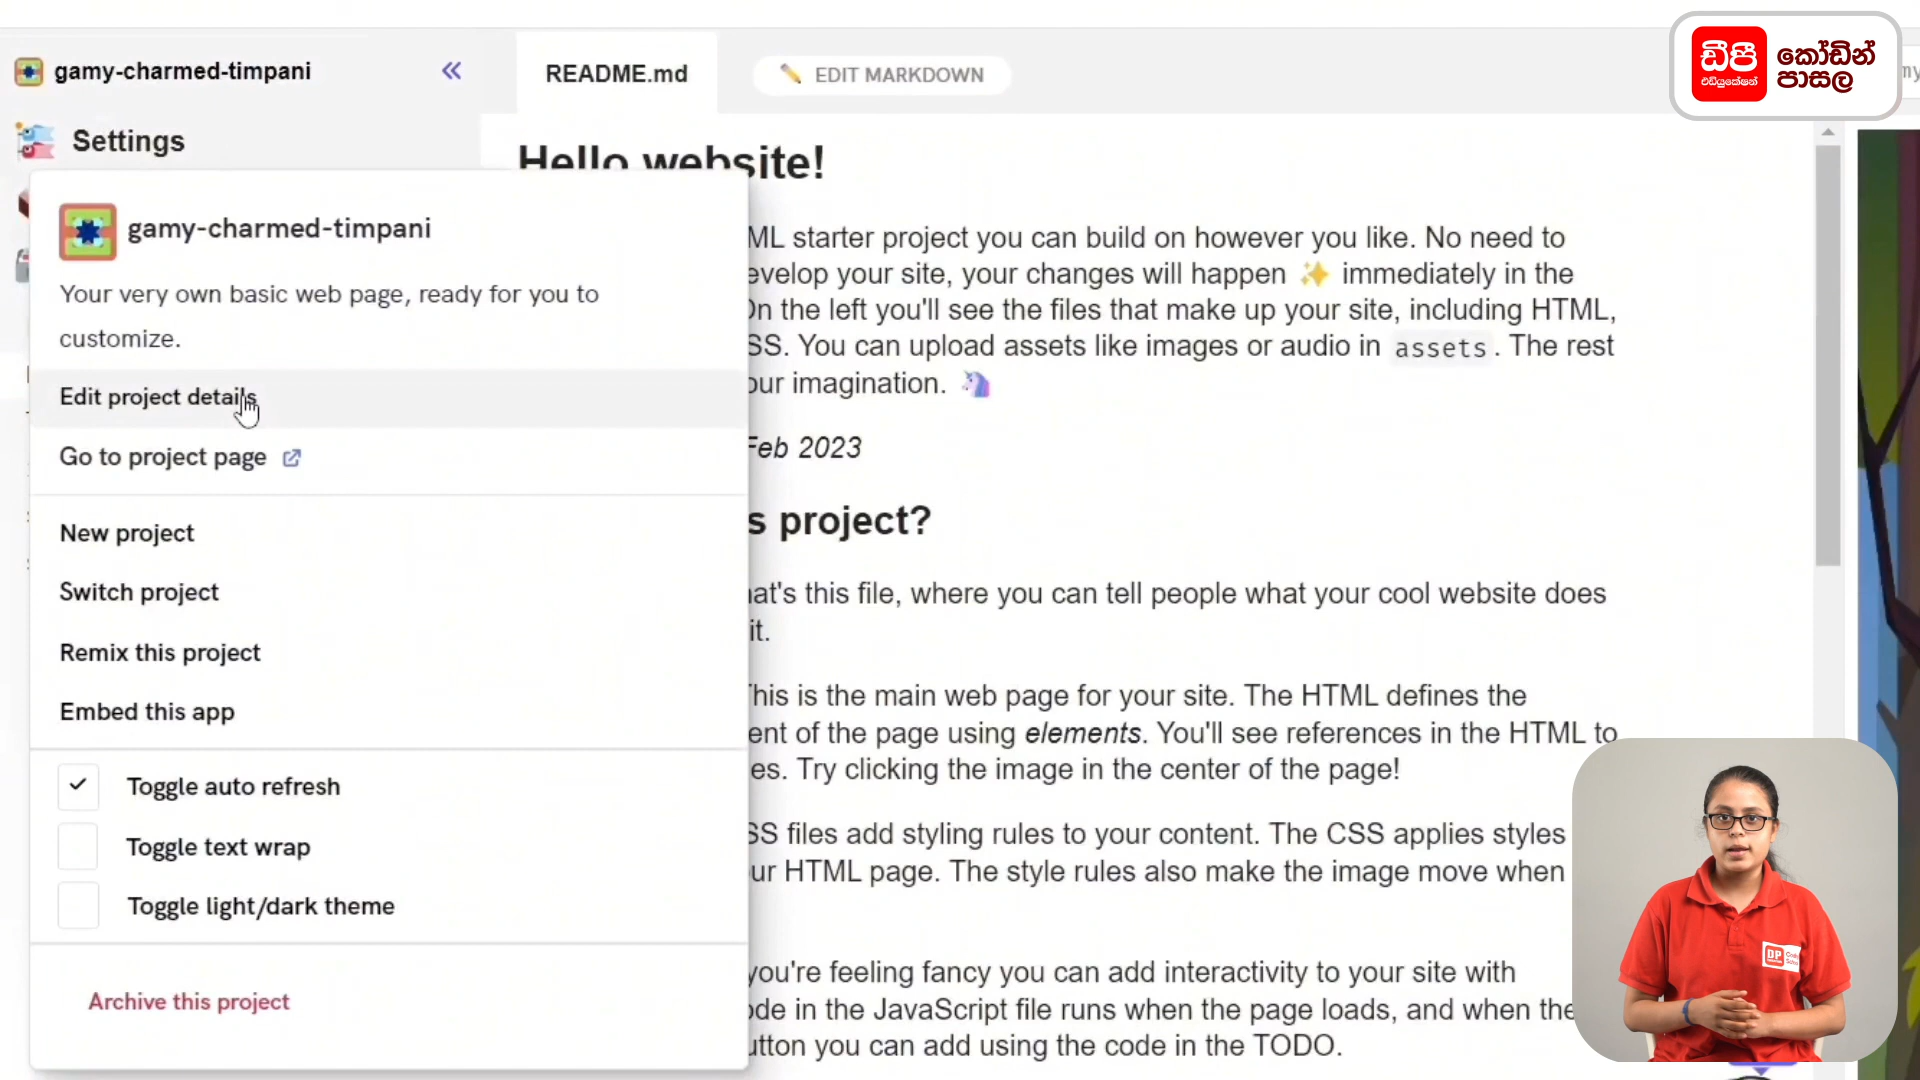 gamy-charmed-timpani
Settings
gamy-charmed-timpani
Your very own basic web page, ready for you to
customize.
Edit project details
Go to project page
New project
Switch project
Remix this project
Embed this app
Toggle auto refresh
Toggle text wrap
Toggle light/dark theme
Archive this project
README.md
EDIT MARKDOWN
Hello website!
ML starter project you can build on however you like. No need to
evelop your site, your changes will happen ✨ immediately in the
On the left you'll see the files that make up your site, including HTML,
SS. You can upload assets like images or audio in assets. The rest
our imagination. 🦄
Feb 2023
s project?
hat's this file, where you can tell people what your cool website does
it.
This is the main web page for your site. The HTML defines the
ent of the page using elements. You'll see references in the HTML to
es. Try clicking the image in the center of the page!
SS files add styling rules to your content. The CSS applies styles
ur HTML page. The style rules also make the image move when
you're feeling fancy you can add interactivity to your site with
ode in the JavaScript file runs when the page loads, and when the
utton you can add using the code in the TODO.
ඩීපී
එඩියුකේෂන්
කෝඩින්
පාසල
my
DP